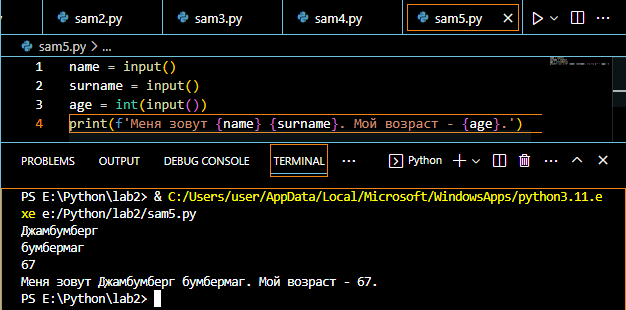 sam2.py sam3.py sam4.py sam5.py
sam5.py > ...
1 name = input()
2 surname = input()
3 age = int(input())
4 print(f'Меня зовут {name} {surname}. Мой возраст - {age}.')
PROBLEMS OUTPUT DEBUG CONSOLE TERMINAL ... Python
PS E:\Python\lab2> & C:/Users/user/AppData/Local/Microsoft/WindowsApps/python3.11.e
xe e:/Python/lab2/sam5.py
Джамбумберг
бумбермаг
67
Меня зовут Джамбумберг бумбермаг. Мой возраст - 67.
PS E:\Python\lab2>